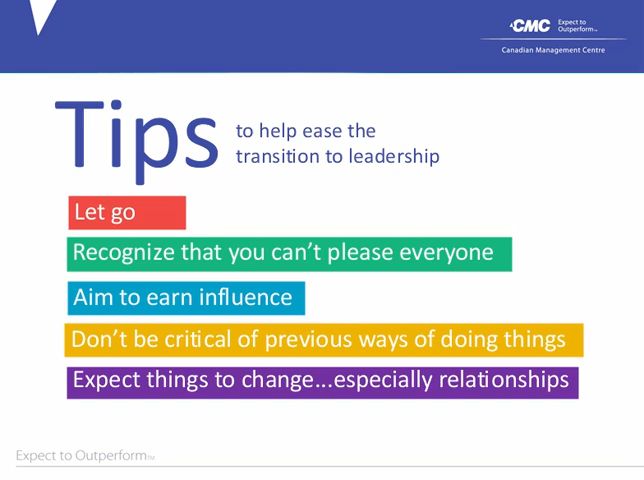 CMC Expect to
Outperform™
Canadian Management Centre
Tips to help ease the
transition to leadership
Let go
Recognize that you can't please everyone
Aim to earn influence
Don't be critical of previous ways of doing things
Expect things to change...especially relationships
Expect to Outperform™